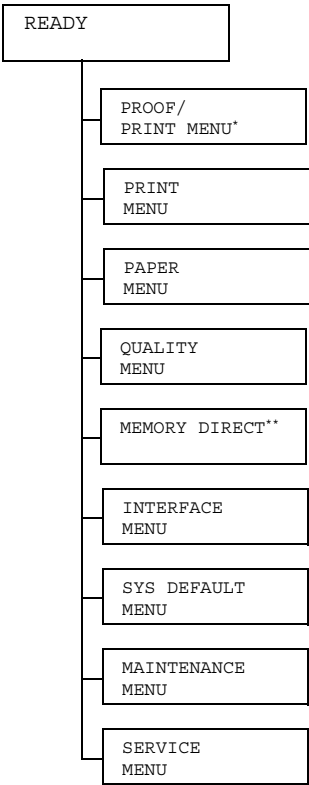 READY
PROOF/
PRINT MENU*
PRINT
MENU
PAPER
MENU
QUALITY
MENU
MEMORY DIRECT**
INTERFACE
MENU
SYS DEFAULT
MENU
MAINTENANCE
MENU
SERVICE
MENU